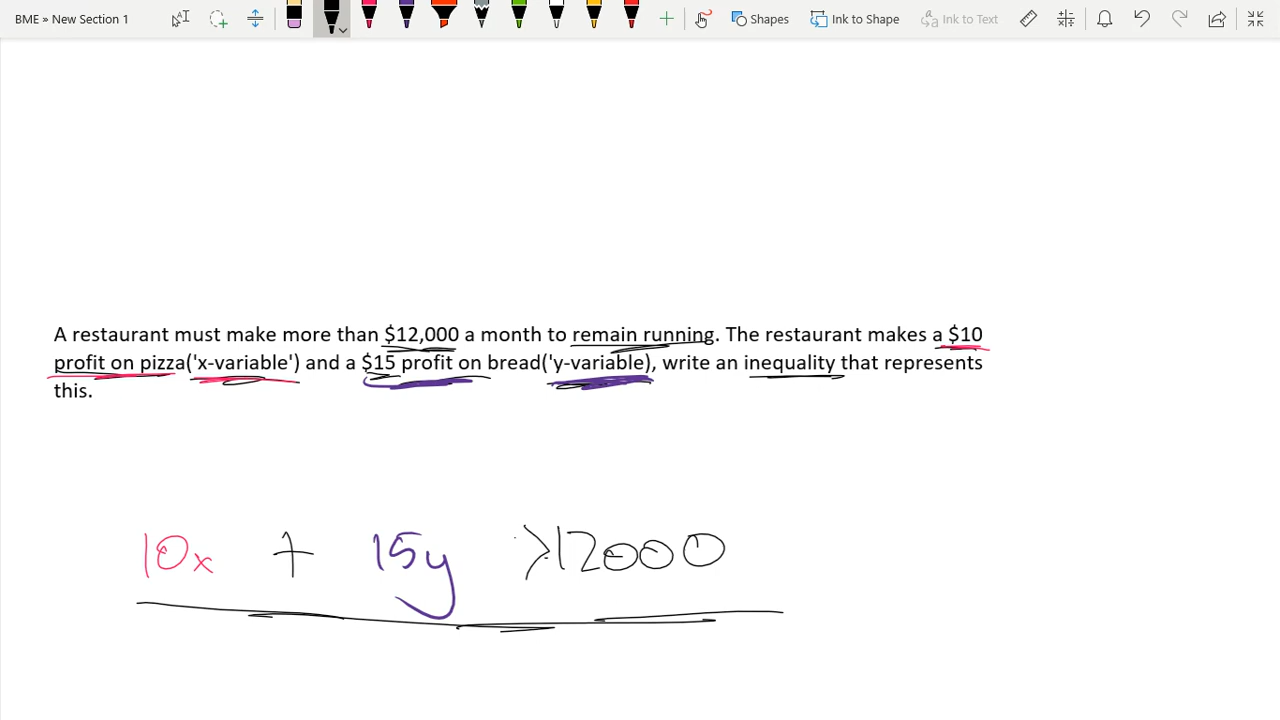 BME » New Section 1 Shapes Ink to Shape Ink to Text
A restaurant must make more than $12,000 a month to remain running. The restaurant makes a $10
profit on pizza('x-variable') and a $15 profit on bread('y-variable), write an inequality that represents
this.
10x + 15y >12000